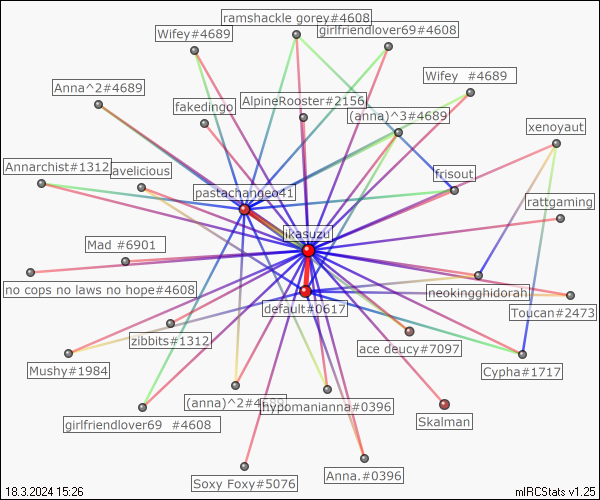 ramshackle gorey#4608
girlfriendlover69#4608
Wifey#4689
Wifey  #4689
Anna^2#4689
AlpineRooster#2156
fakedingo
(anna)^3#4689
xenoyaut
Annarchist#1312
avelicious
frisout
pastachangeo41
rattgaming
ikasuzu
Mad #6901
no cops no laws no hope#4608
neokingghidorah
default#0617
Toucan#2473
zibbits#1312
ace deucy#7097
Mushy#1984
Cypha#1717
(anna)^2#4689
hypomanianna#0396
girlfriendlover69  #4608
Skalman
Anna.#0396
Soxy Foxy#5076
18.3.2024 15:26
mIRCStats v1.25